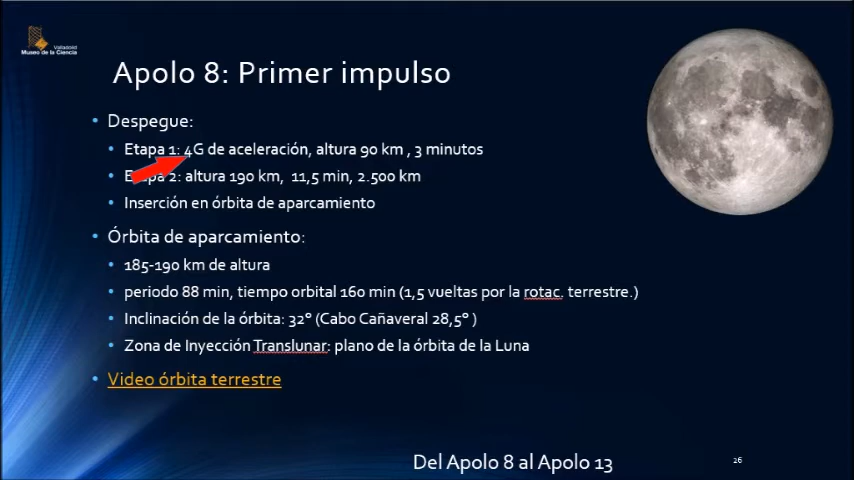 Valladolid
Museo de la Ciencia
Apolo 8: Primer impulso
• Despegue:
• Etapa 1: 4G de aceleración, altura 90 km , 3 minutos
• Etapa 2: altura 190 km, 11,5 min, 2.500 km
• Inserción en órbita de aparcamiento
• Órbita de aparcamiento:
• 185-190 km de altura
• periodo 88 min, tiempo orbital 160 min (1,5 vueltas por la rotac. terrestre.)
• Inclinación de la órbita: 32º (Cabo Cañaveral 28,5º )
• Zona de Inyección Translunar: plano de la órbita de la Luna
• Video órbita terrestre
Del Apolo 8 al Apolo 13
26